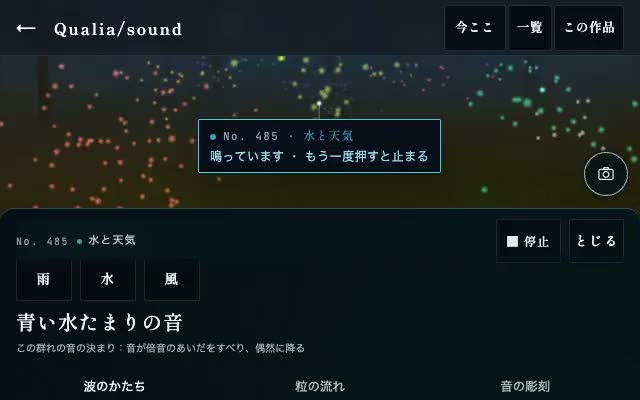 ← Qualia/sound 今ここ 一覧 この作品
No. 485 · 水と天気
鳴っています · もう一度押すと止まる
No. 485 水と天気 停止 とじる
雨 水 風
青い水たまりの音
この群れの音の決まり：音が倍音のあいだをすべり、偶然に降る
波のかたち 粒の流れ 音の彫刻